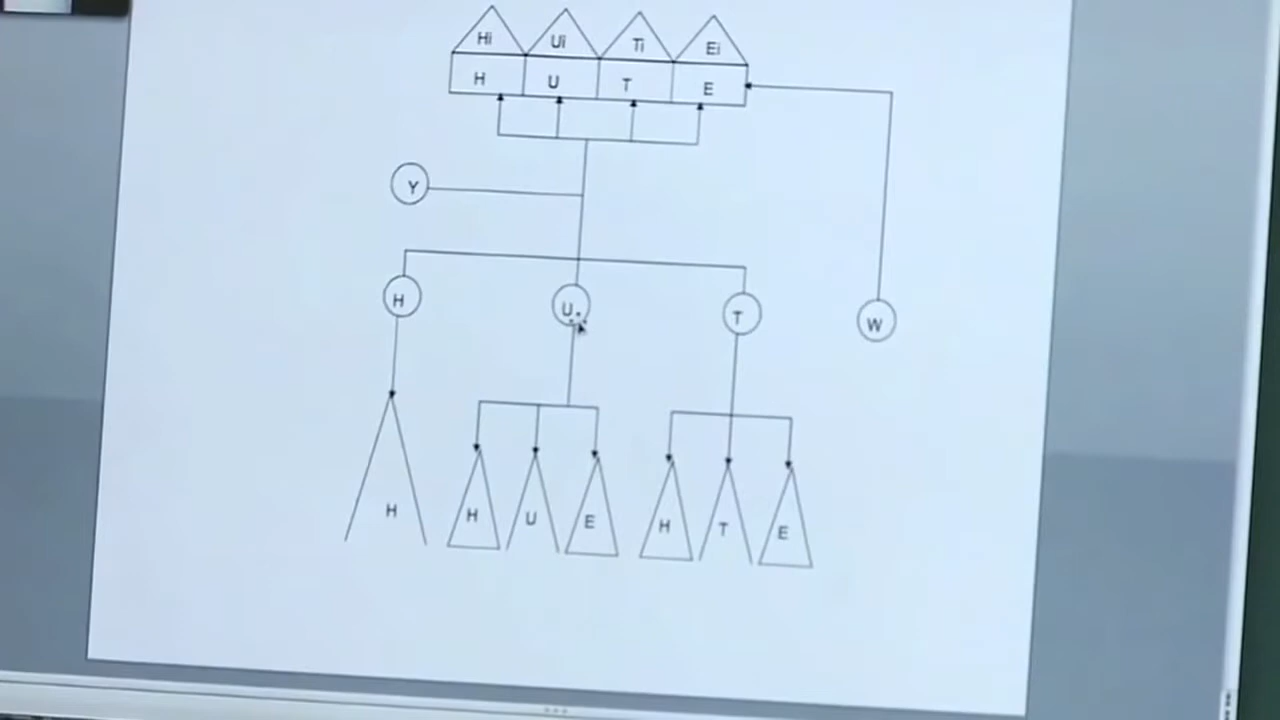 Hi Ui Ti Ei
H U T E
Y
H U. T W
H H U E H T E